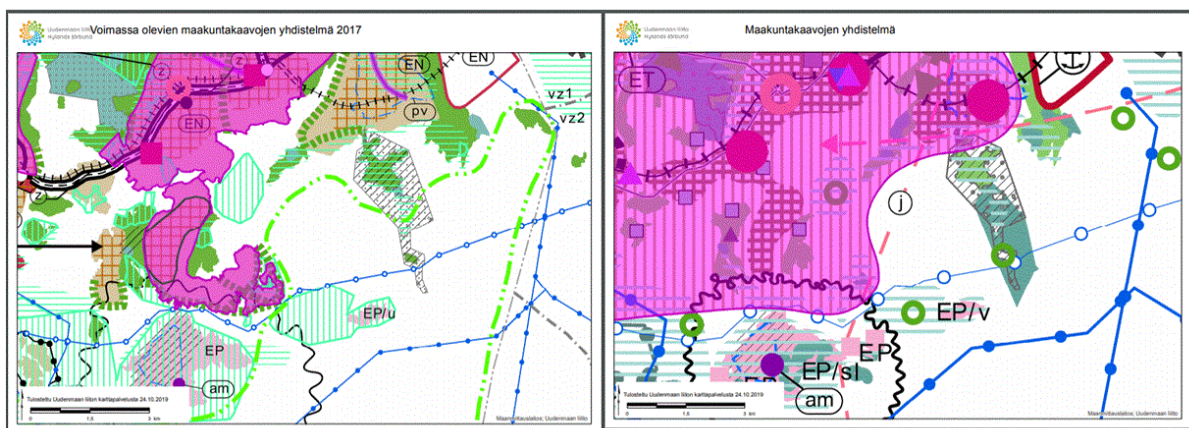 Uudenmaan liitto
Nylands förbund
Voimassa olevien maakuntakaavojen yhdistelmä 2017
z
z
EN
EN
EN
pv
vz1
vz2
z
EP/u
EP
am
Tulostettu Uudenmaan liiton karttapalvelusta 24.10.2019
0
1,5
3 km
Maanmittauslaitos; Uudenmaan liitto
Uudenmaan liitto
Nylands förbund
Maakuntakaavojen yhdistelmä
ET
j
EP/v
EP
EP/sl
EP
am
Tulostettu Uudenmaan liiton karttapalvelusta 24.10.2019
0
1,5
3 km
Maanmittauslaitos; Uudenmaan liitto